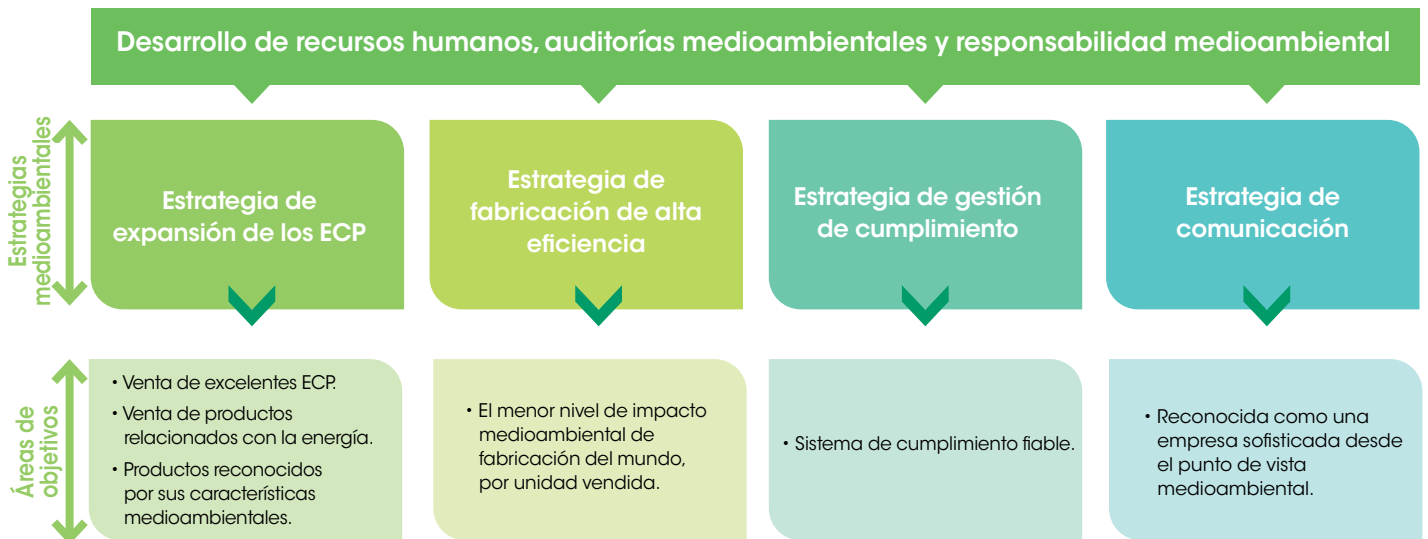 Desarrollo de recursos humanos, auditorías medioambientales y responsabilidad medioambiental
Estrategias
medioambientales
Estrategia de
expansión de los ECP
Estrategia de
fabricación de alta
eficiencia
Estrategia de gestión
de cumplimiento
Estrategia de
comunicación
Áreas de
objetivos
• Venta de excelentes ECP.
• Venta de productos
relacionados con la energía.
• Productos reconocidos
por sus características
medioambientales.
• El menor nivel de impacto
medioambiental de
fabricación del mundo,
por unidad vendida.
• Sistema de cumplimiento fiable.
• Reconocida como una
empresa sofisticada desde
el punto de vista
medioambiental.